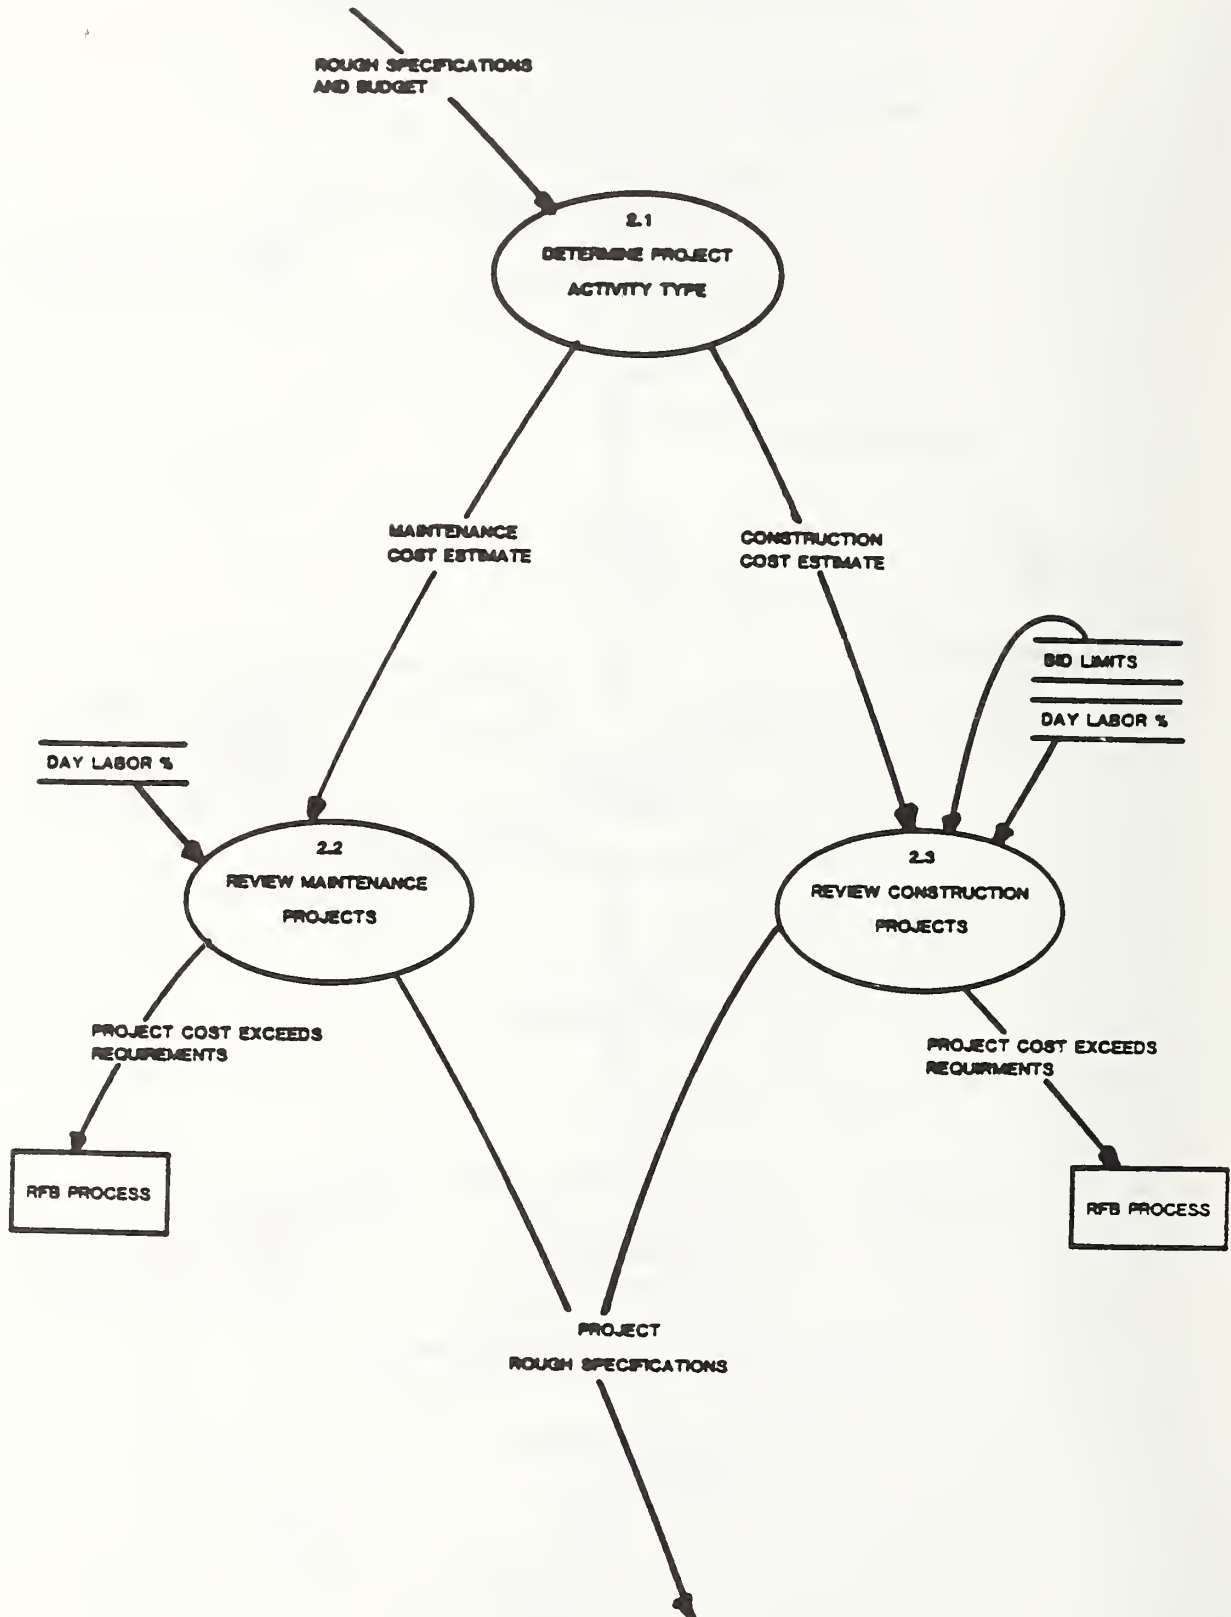 ROUGH SPECIFICATIONS
AND BUDGET
2.1
DETERMINE PROJECT
ACTIVITY TYPE
MAINTENANCE
COST ESTIMATE
CONSTRUCTION
COST ESTIMATE
BID LIMITS
DAY LABOR %
DAY LABOR %
2.2
REVIEW MAINTENANCE
PROJECTS
2.3
REVIEW CONSTRUCTION
PROJECTS
PROJECT COST EXCEEDS
REQUIREMENTS
PROJECT COST EXCEEDS
REQUIRMENTS
RFB PROCESS
RFB PROCESS
PROJECT
ROUGH SPECIFICATIONS